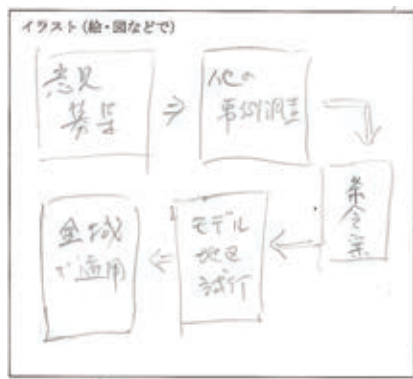 イラスト(絵・図などで)
意見
募集
他の
事例調査
条令案
モデル
地区
試行
全域
で適用